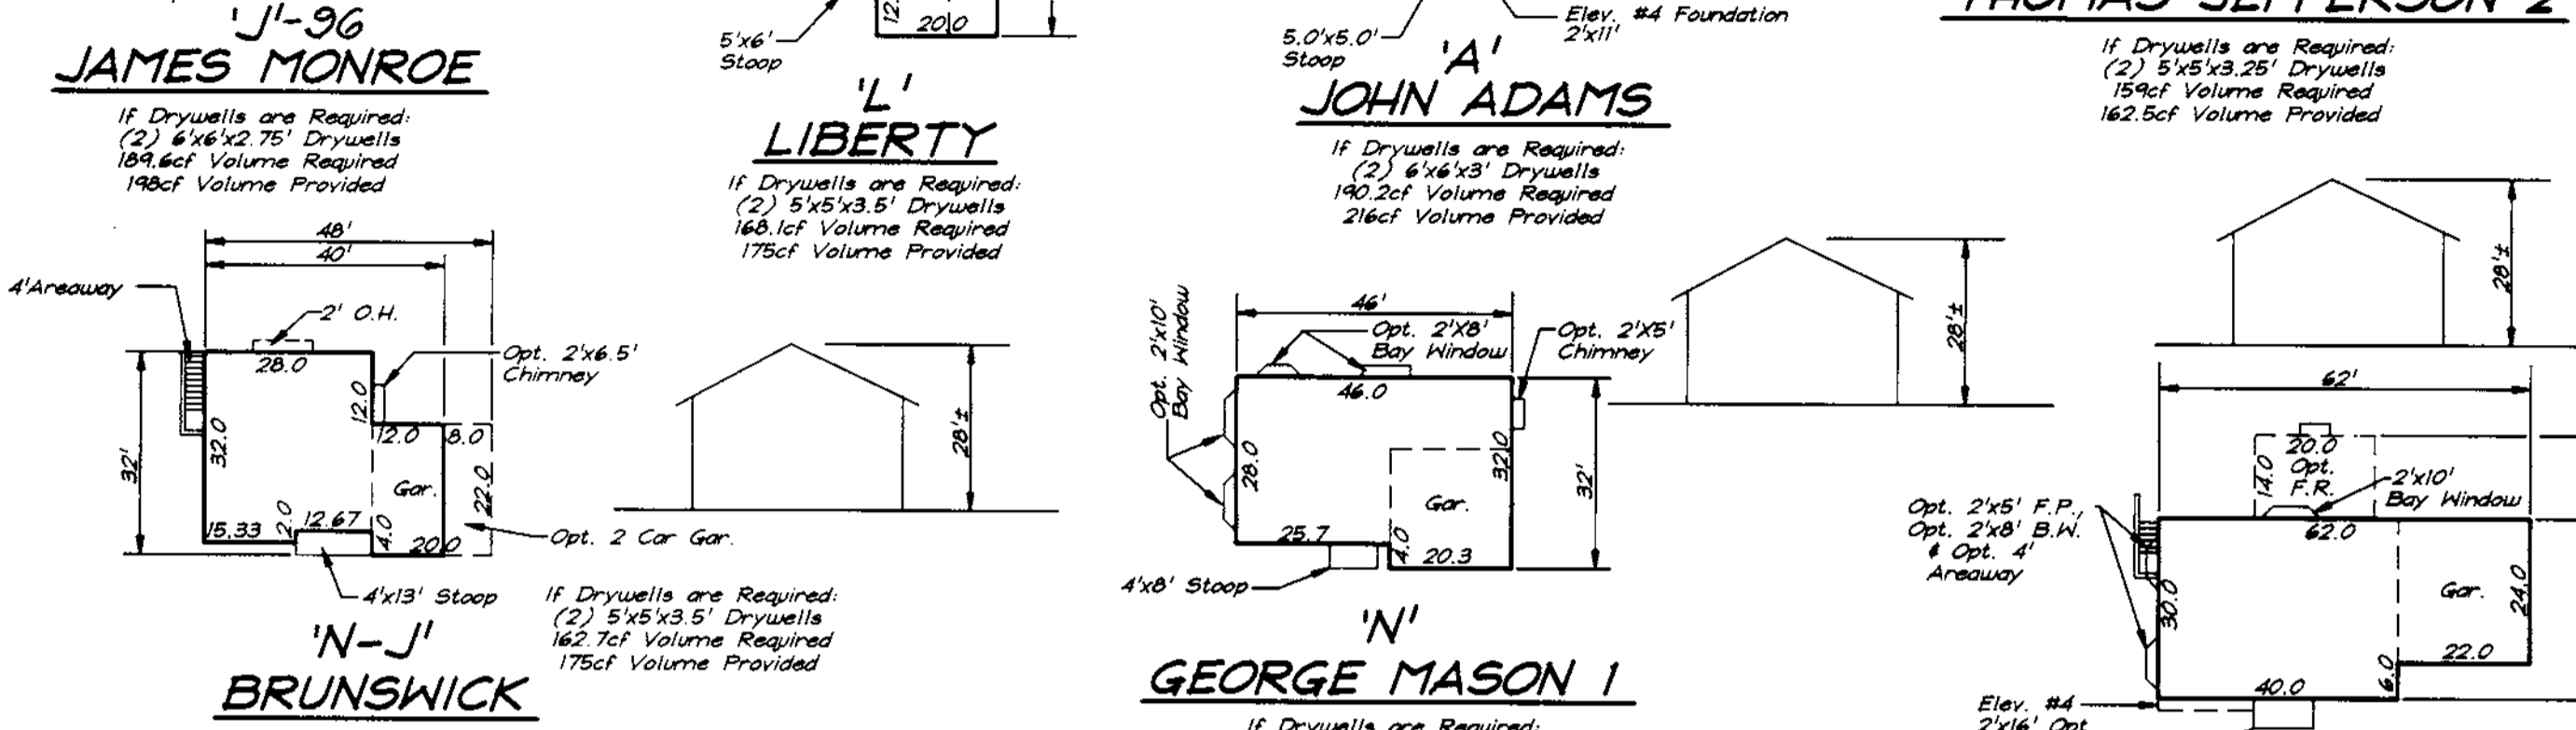 'J'-96
JAMES MONROE
If Drywells are Required:
(2) 6'x6'x2.75' Drywells
189.6cf Volume Required
198cf Volume Provided
5'x6'
Stoop
12.
20.0
'L'
LIBERTY
If Drywells are Required:
(2) 5'x5'x3.5' Drywells
168.1cf Volume Required
175cf Volume Provided
5.0'x5.0'
Stoop
Elev. #4 Foundation
2'x11'
'A'
JOHN ADAMS
If Drywells are Required:
(2) 6'x6'x3' Drywells
190.2cf Volume Required
216cf Volume Provided
THOMAS JEFFERSON 2
If Drywells are Required:
(2) 5'x5'x3.25' Drywells
159cf Volume Required
162.5cf Volume Provided
48'
40'
4'Areaway
2' O.H.
28.0
Opt. 2'x6.5'
Chimney
12.0
12.0
8.0
32'
32.0
Gar.
22.0
15.33
2.0
12.67
4.0
20.0
Opt. 2 Car Gar.
4'x13' Stoop
28'±
'N-J'
BRUNSWICK
If Drywells are Required:
(2) 5'x5'x3.5' Drywells
162.7cf Volume Required
175cf Volume Provided
46'
Opt. 2'x10'
Bay Window
Opt. 2'X8'
Bay Window
Opt. 2'X5'
Chimney
46.0
28.0
32.0
32'
Gar.
25.7
4.0
20.3
4'x8' Stoop
28'±
'N'
GEORGE MASON 1
If Drywells are Required:
28'±
62'
20.0
Opt.
F.R.
14.0
2'x10'
Bay Window
Opt. 2'x5' F.P.,
Opt. 2'x8' B.W.
& Opt. 4'
Areaway
62.0
30.0
Gar.
24.0
22.0
6.0
40.0
Elev. #4
2'x16' Opt